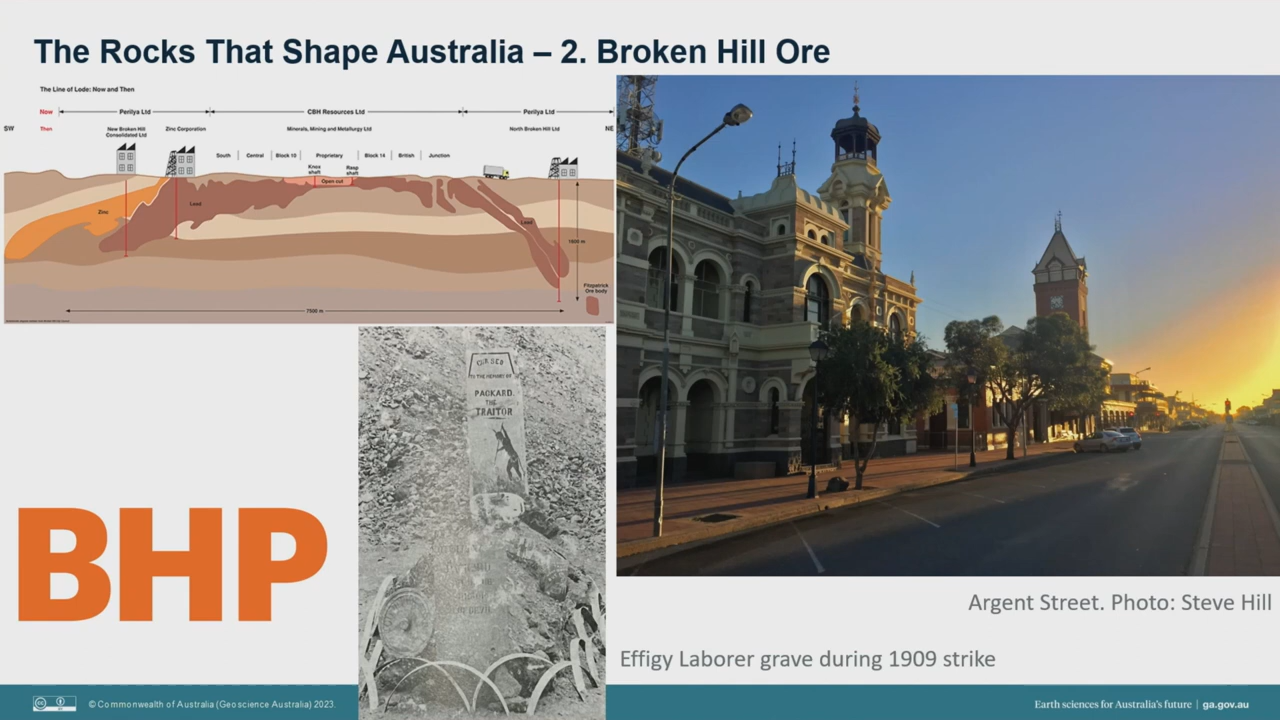 The Rocks That Shape Australia – 2. Broken Hill Ore
The Line of Lode: Now and Then
Now
Perilya Ltd
CBH Resources Ltd
Perilya Ltd
SW
Then
New Broken Hill
Consolidated Ltd
Zinc Corporation
Minerals, Mining and Metallurgy Ltd
North Broken Hill Ltd
NE
South
Central
Block 10
Proprietary
Block 14
British
Junction
Knox
shaft
Rasp
shaft
Open cut
Zinc
Lead
Lead
1600 m
Fitzpatrick
Ore body
7500 m
TO THE MEMORY OF
PACKARD.
THE
TRAITOR
BHP
Argent Street. Photo: Steve Hill
Effigy Laborer grave during 1909 strike
© Commonwealth of Australia (Geoscience Australia) 2023.
Earth sciences for Australia's future | ga.gov.au